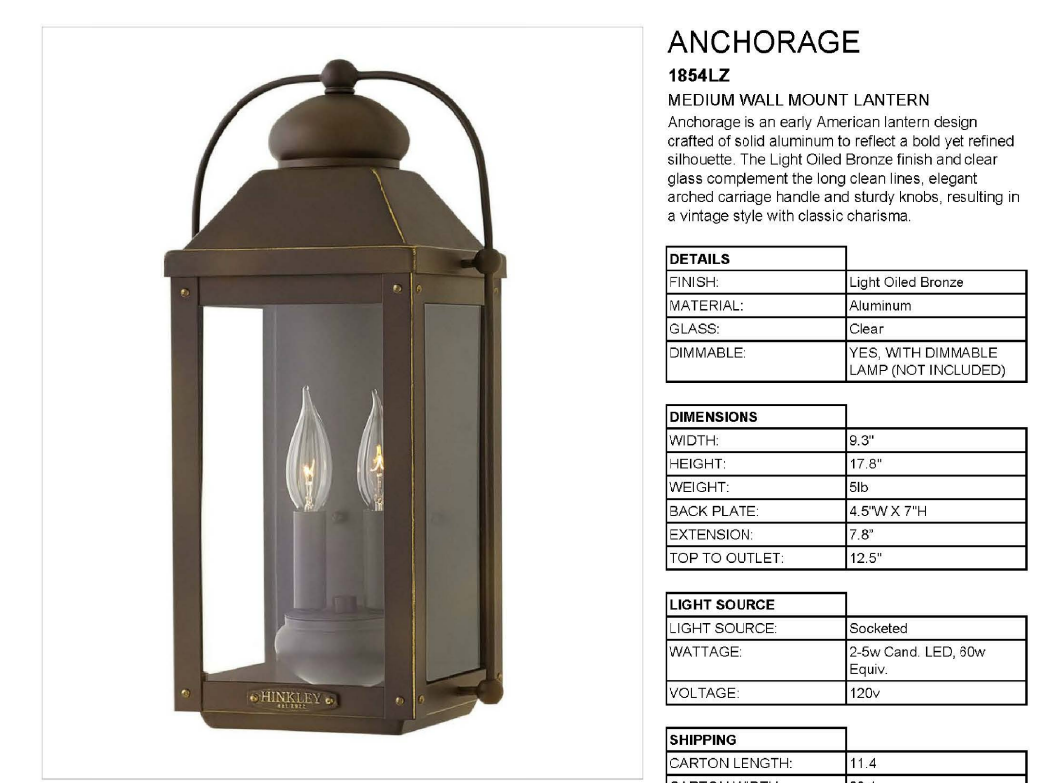 ANCHORAGE
1854LZ
MEDIUM WALL MOUNT LANTERN
Anchorage is an early American lantern design
crafted of solid aluminum to reflect a bold yet refined
silhouette. The Light Oiled Bronze finish and clear
glass complement the long clean lines, elegant
arched carriage handle and sturdy knobs, resulting in
a vintage style with classic charisma.
DETAILS
FINISH: Light Oiled Bronze
MATERIAL: Aluminum
GLASS: Clear
DIMMABLE: YES, WITH DIMMABLE
LAMP (NOT INCLUDED)
DIMENSIONS
WIDTH: 9.3"
HEIGHT: 17.8"
WEIGHT: 5lb
BACK PLATE: 4.5"W X 7"H
EXTENSION: 7.8"
TOP TO OUTLET: 12.5"
LIGHT SOURCE
LIGHT SOURCE: Socketed
WATTAGE: 2-5w Cand. LED, 60w
Equiv.
VOLTAGE: 120v
SHIPPING
CARTON LENGTH: 11.4
HINKLEY